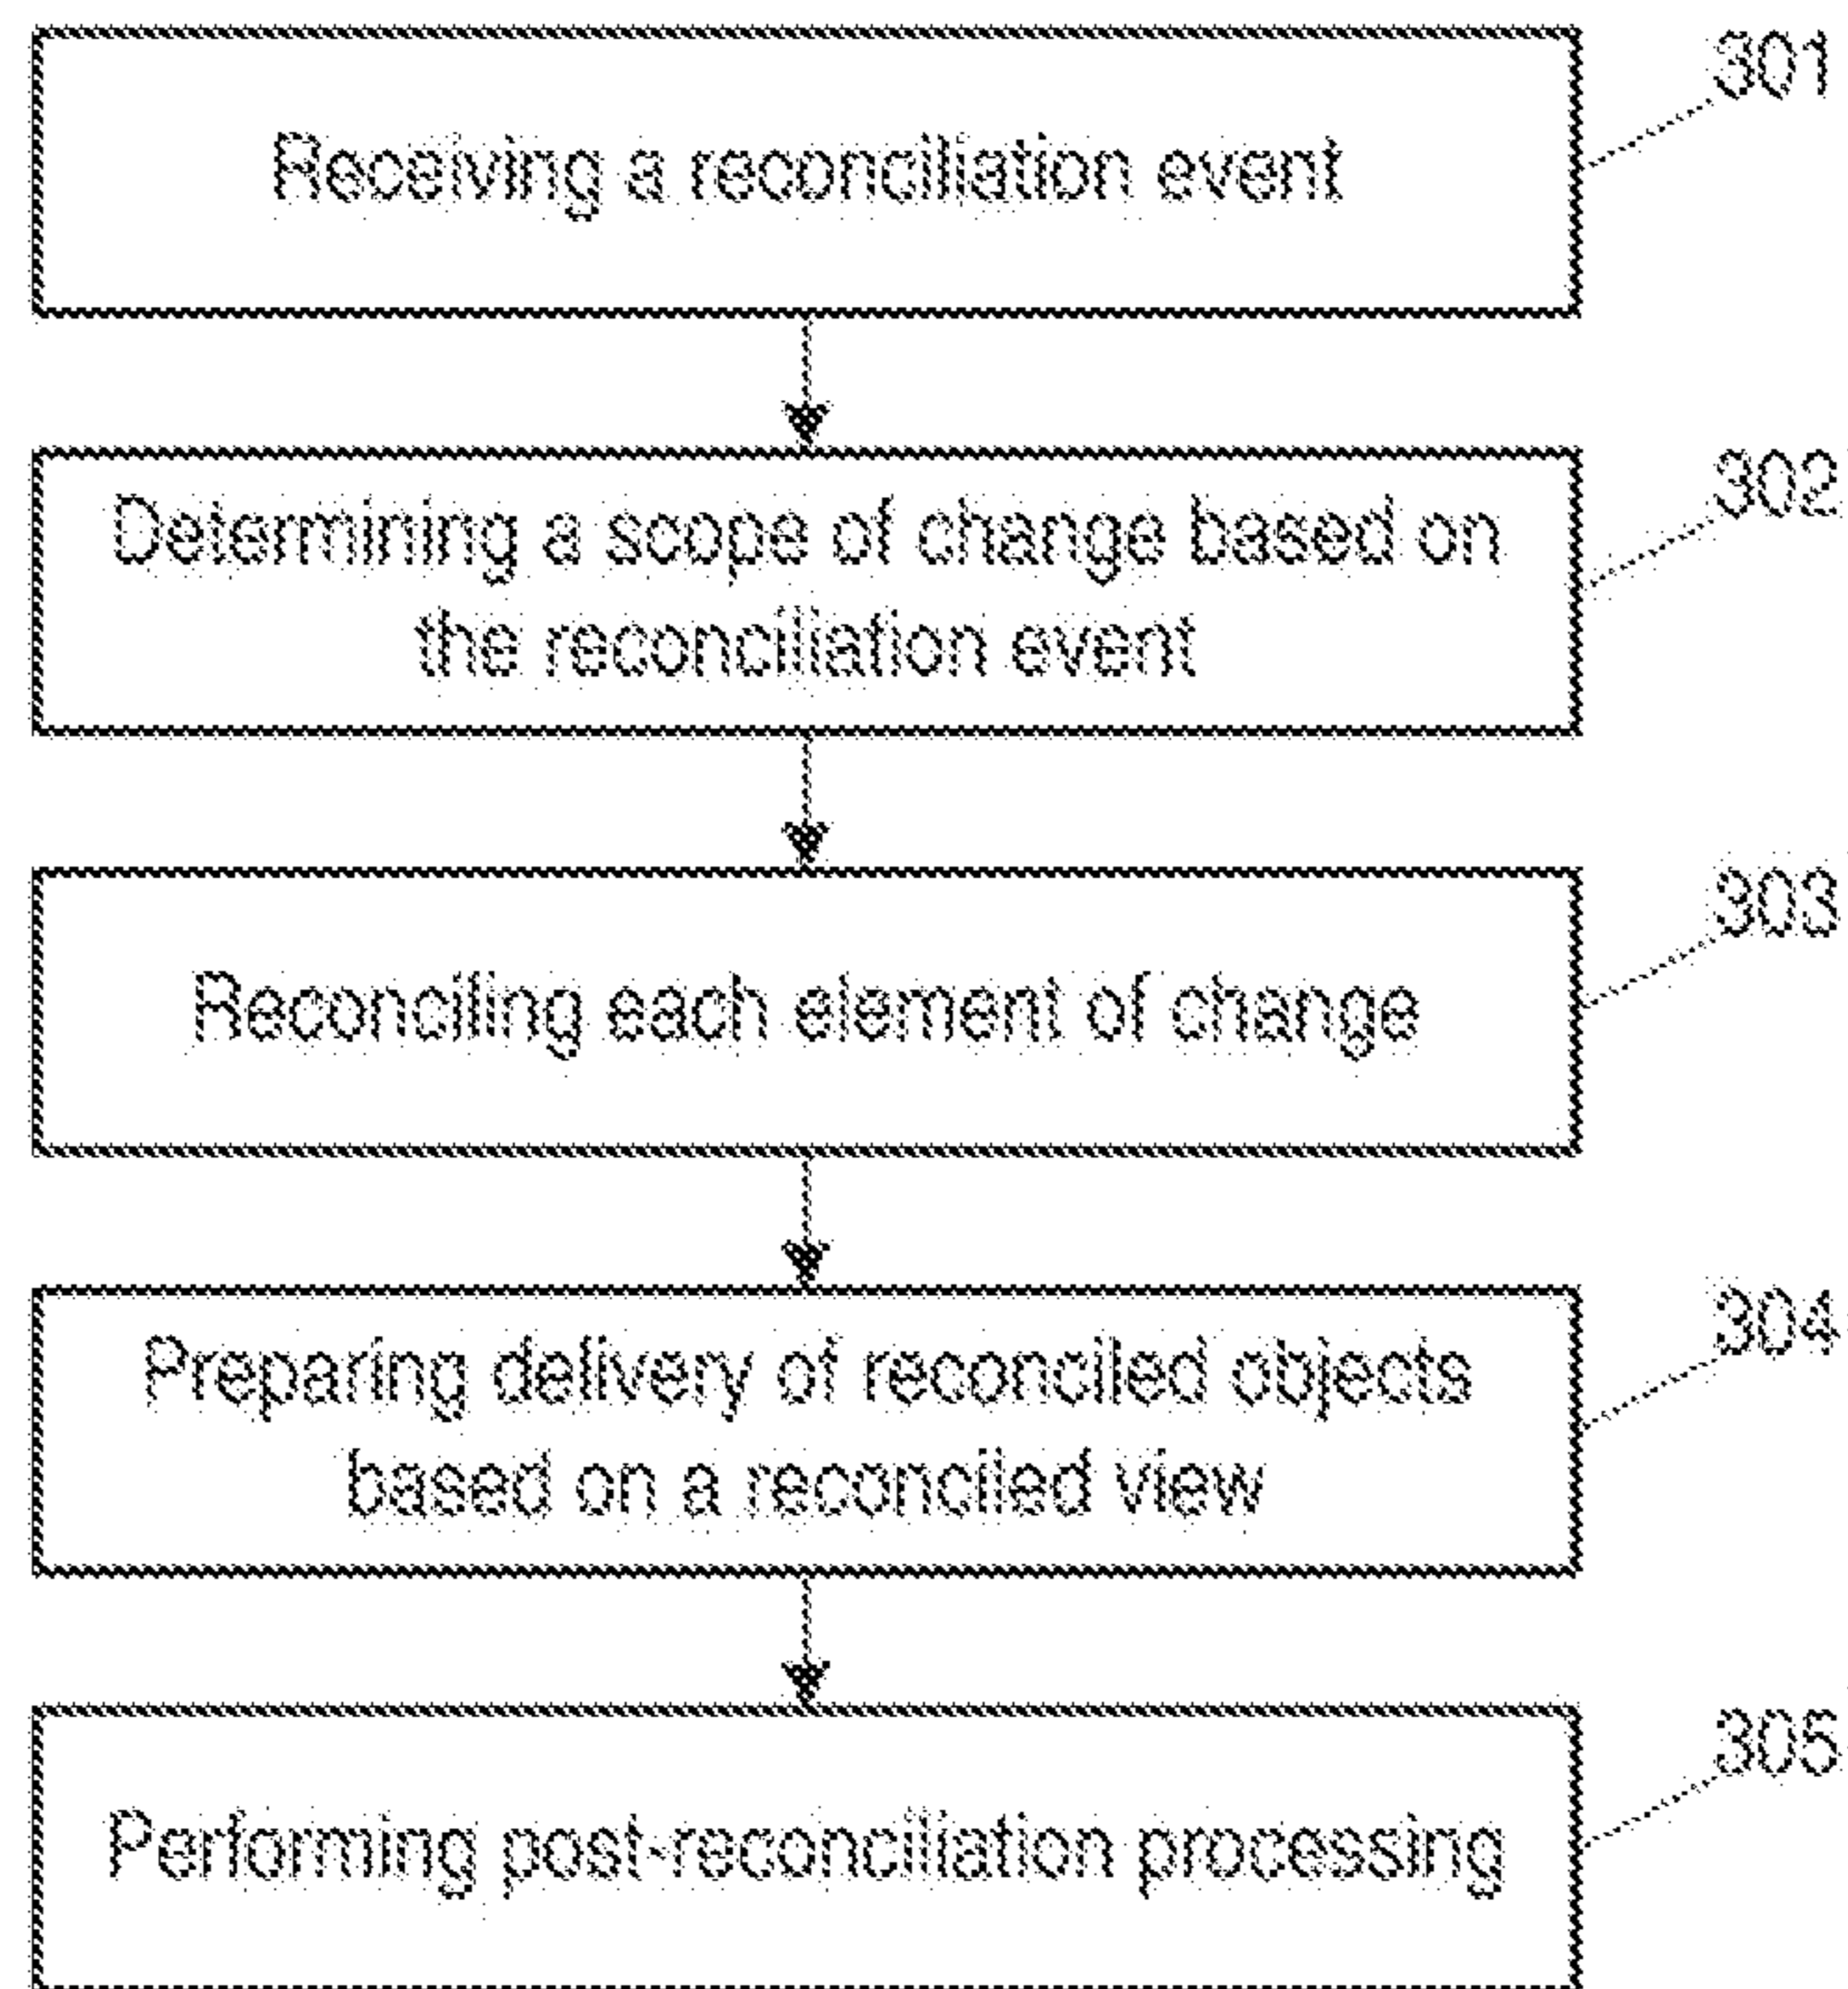 301
Receiving a reconciliation event
302
Determining a scope of change based on
the reconciliation event
303
Reconciling each element of change
304
Preparing delivery of reconciled objects
based on a reconciled view
305
Performing post-reconciliation processing